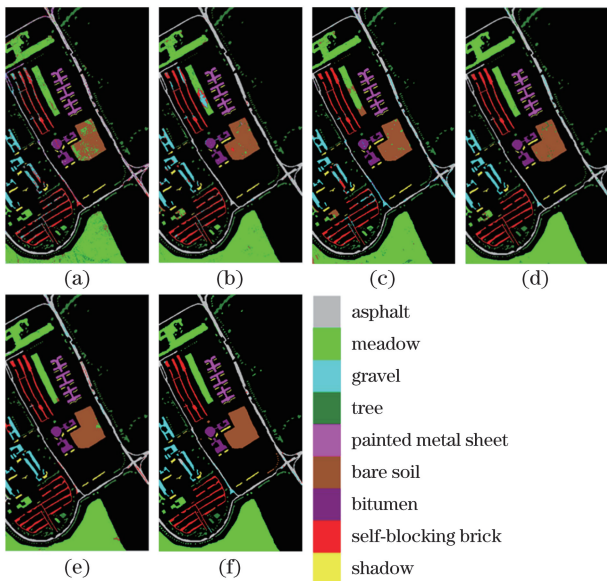 (a)
(b)
(c)
(d)
(e)
(f)
asphalt
meadow
gravel
tree
painted metal sheet
bare soil
bitumen
self-blocking brick
shadow